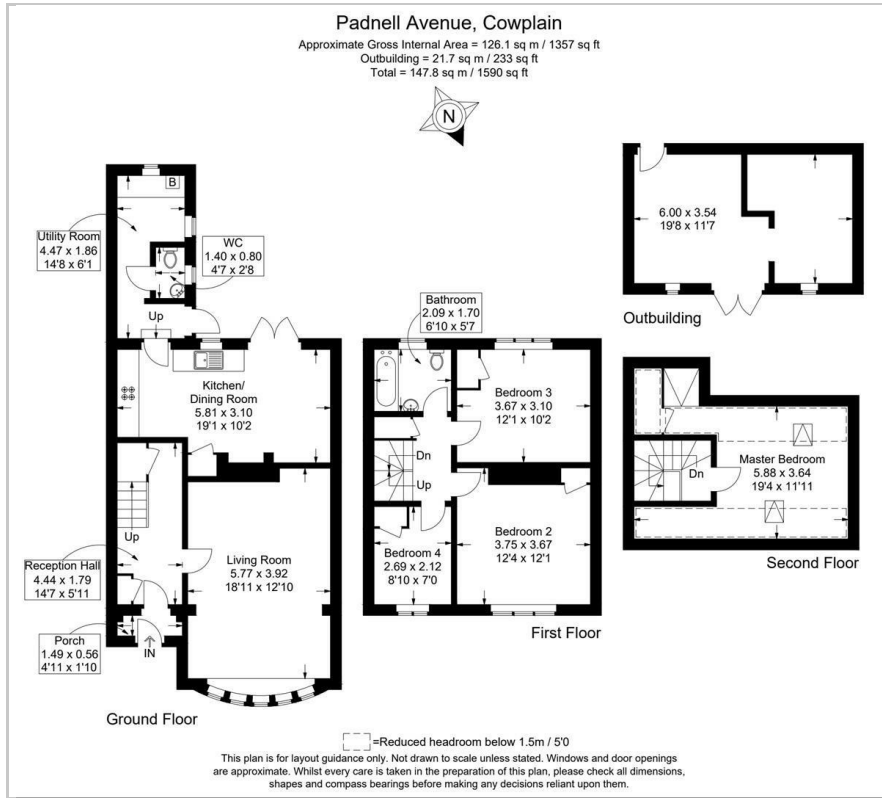 Padnell Avenue, Cowplain
Approximate Gross Internal Area = 126.1 sq m / 1357 sq ft
Outbuilding = 21.7 sq m / 233 sq ft
Total = 147.8 sq m / 1590 sq ft
N
B
Utility Room
4.47 x 1.86
14'8 x 6'1
WC
1.40 x 0.80
4'7 x 2'8
Up
Kitchen/
Dining Room
5.81 x 3.10
19'1 x 10'2
Up
Reception Hall
4.44 x 1.79
14'7 x 5'11
Living Room
5.77 x 3.92
18'11 x 12'10
Porch
1.49 x 0.56
4'11 x 1'10
IN
Ground Floor
Bathroom
2.09 x 1.70
6'10 x 5'7
Bedroom 3
3.67 x 3.10
12'1 x 10'2
Dn
Up
Bedroom 2
3.75 x 3.67
12'4 x 12'1
Bedroom 4
2.69 x 2.12
8'10 x 7'0
First Floor
6.00 x 3.54
19'8 x 11'7
Outbuilding
Master Bedroom
5.88 x 3.64
19'4 x 11'11
Dn
Second Floor
=Reduced headroom below 1.5m / 5'0
This plan is for layout guidance only. Not drawn to scale unless stated. Windows and door openings
are approximate. Whilst every care is taken in the preparation of this plan, please check all dimensions,
shapes and compass bearings before making any decisions reliant upon them.